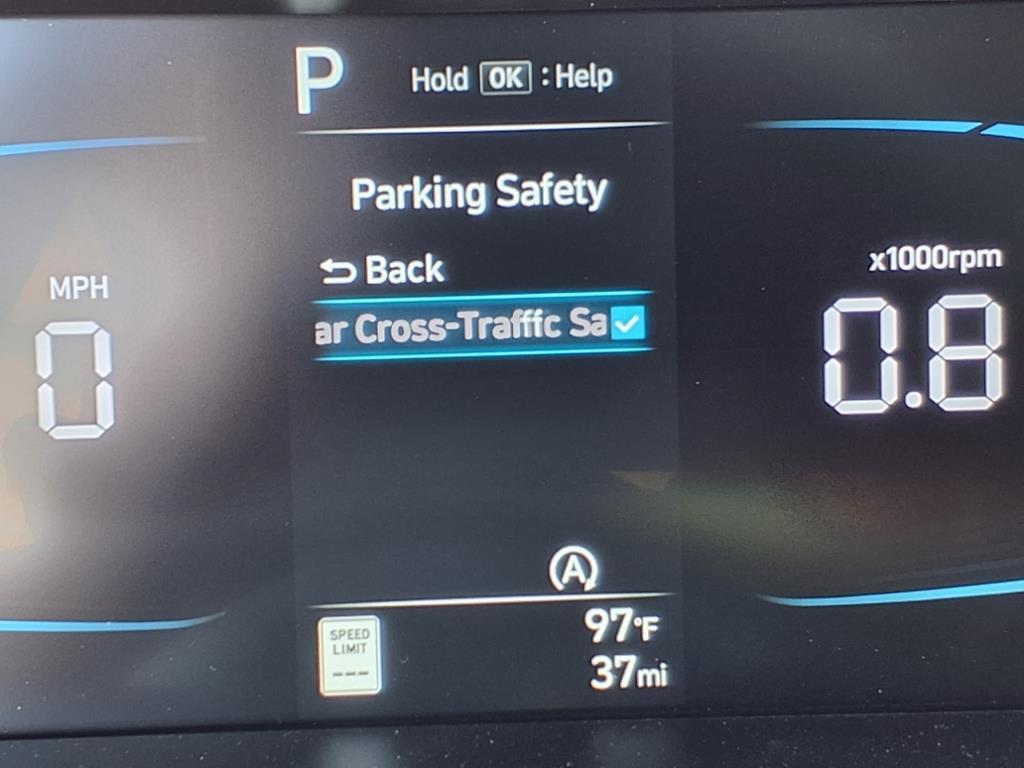 P
Hold OK : Help
Parking Safety
Back
MPH
x1000rpm
ar Cross-Traffic Sa
0
0.8
A
SPEED
LIMIT
---
97°F
37mi